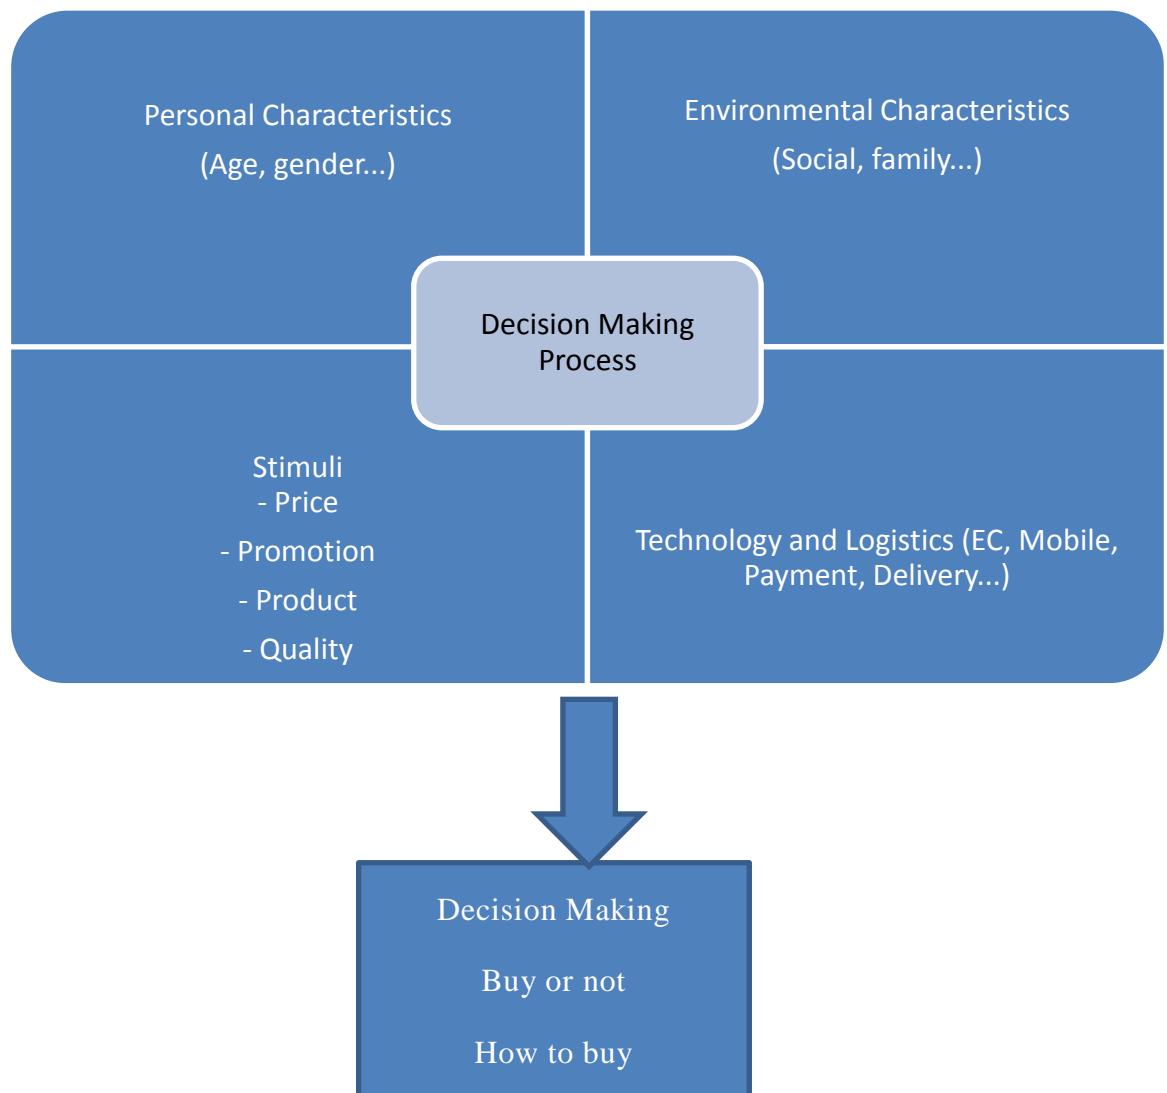 Personal Characteristics
(Age, gender...)
Environmental Characteristics
(Social, family...)
Decision Making
Process
Stimuli
- Price
- Promotion
- Product
- Quality
Technology and Logistics (EC, Mobile,
Payment, Delivery...)
Decision Making
Buy or not
How to buy